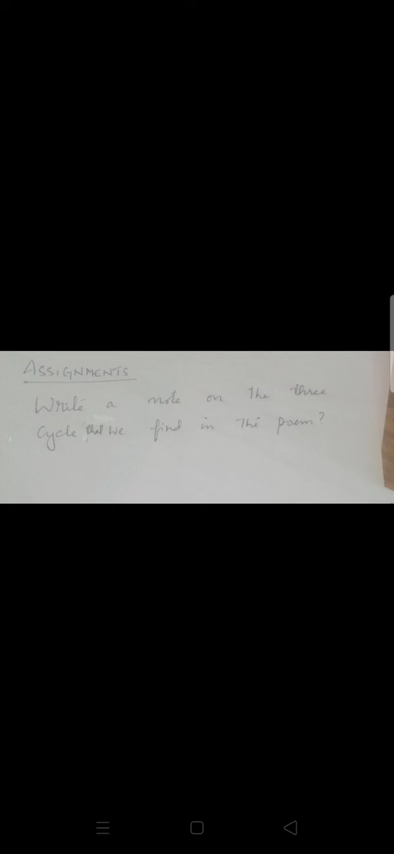 ASSIGNMENTS
Write a note on the three
cycle that we find in the poem?